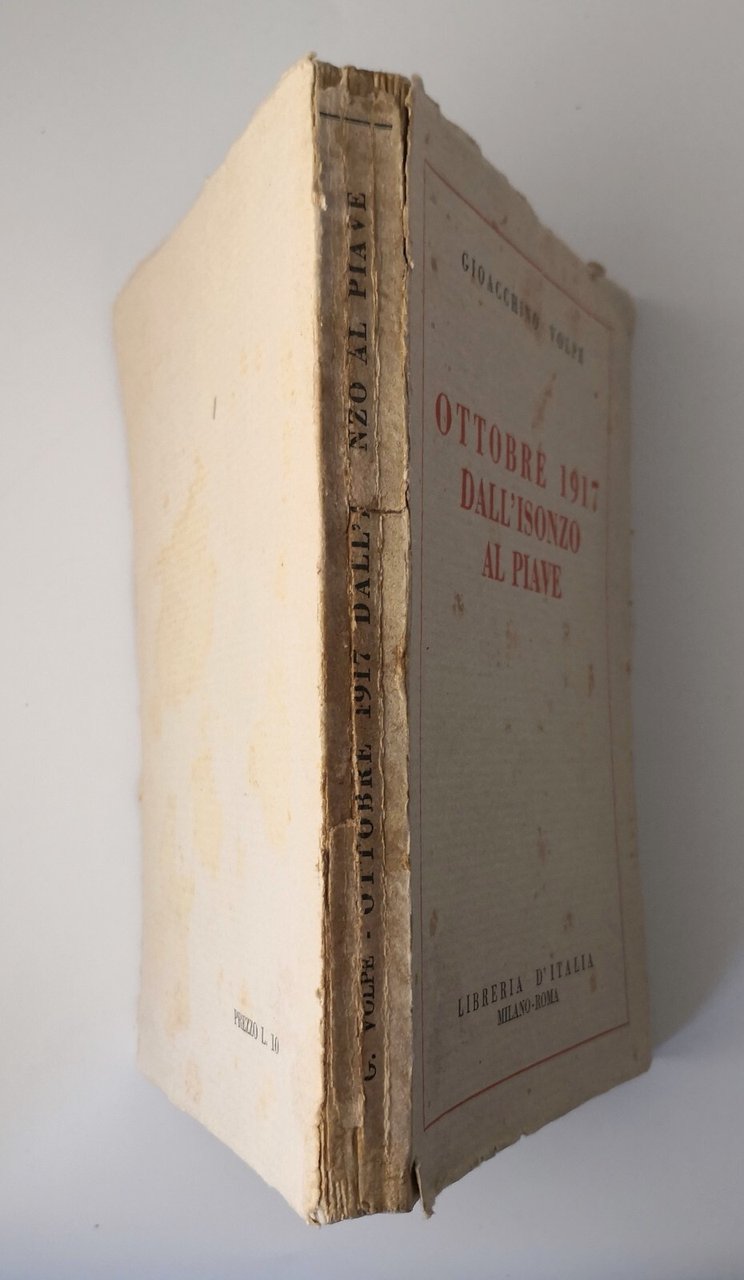 GIOACCHINO VOLPE
OTTOBRE 1917
DALL'ISONZO
AL PIAVE
LIBRERIA D'ITALIA
MILANO-ROMA
G. VOLPE - OTTOBRE 1917 DALL'I NZO AL PIAVE
PREZZO L. 10